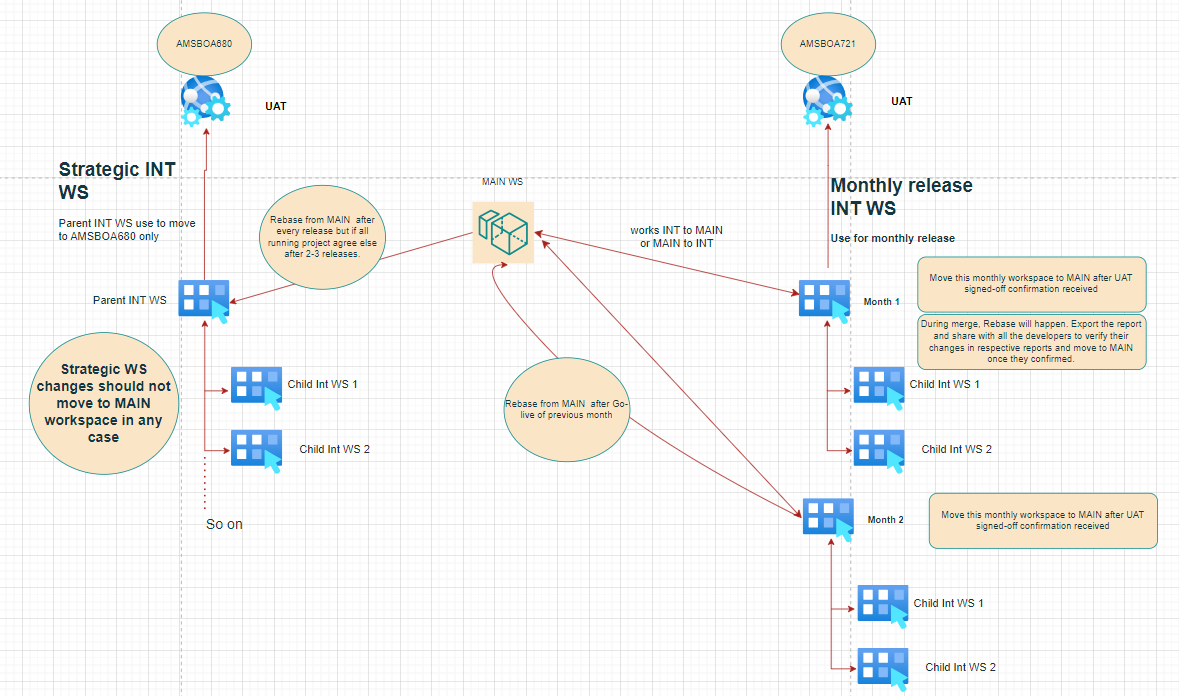 AMSBOA680
UAT
Strategic INT
WS
Parent INT WS use to move
to AMSBOA680 only
Rebase from MAIN  after
every release but if all
running project agree else
after 2-3 releases.
Parent INT WS
Strategic WS
changes should not
move to MAIN
workspace in any
case
Child Int WS 1
Child Int WS 2
So on
MAIN WS
works INT to MAIN
or MAIN to INT
Rebase from MAIN  after Go-
live of previous month
AMSBOA721
UAT
Monthly release
INT WS
Use for monthly release
Month 1
Move this monthly workspace to MAIN after UAT
signed-off confirmation received
During merge, Rebase will happen. Export the report
and share with all the developers to verify their
changes in respective reports and move to MAIN
once they confirmed.
Child Int WS 1
Child Int WS 2
Month 2
Move this monthly workspace to MAIN after UAT
signed-off confirmation received
Child Int WS 1
Child Int WS 2